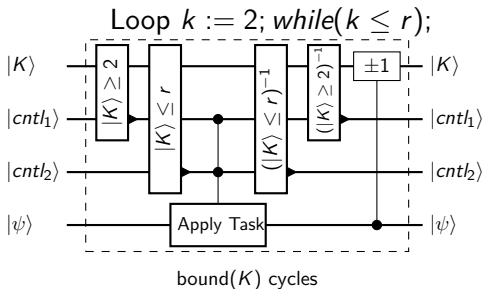 Loop k := 2; while(k ≤ r);
|K⟩ |K⟩ ≥ 2 |K⟩ ≤ r (|K⟩ ≤ r)⁻¹ (|K⟩ ≥ 2)⁻¹ ±1 |K⟩
|cntl₁⟩ |cntl₁⟩
|cntl₂⟩ |cntl₂⟩
|ψ⟩ Apply Task |ψ⟩
bound(K) cycles